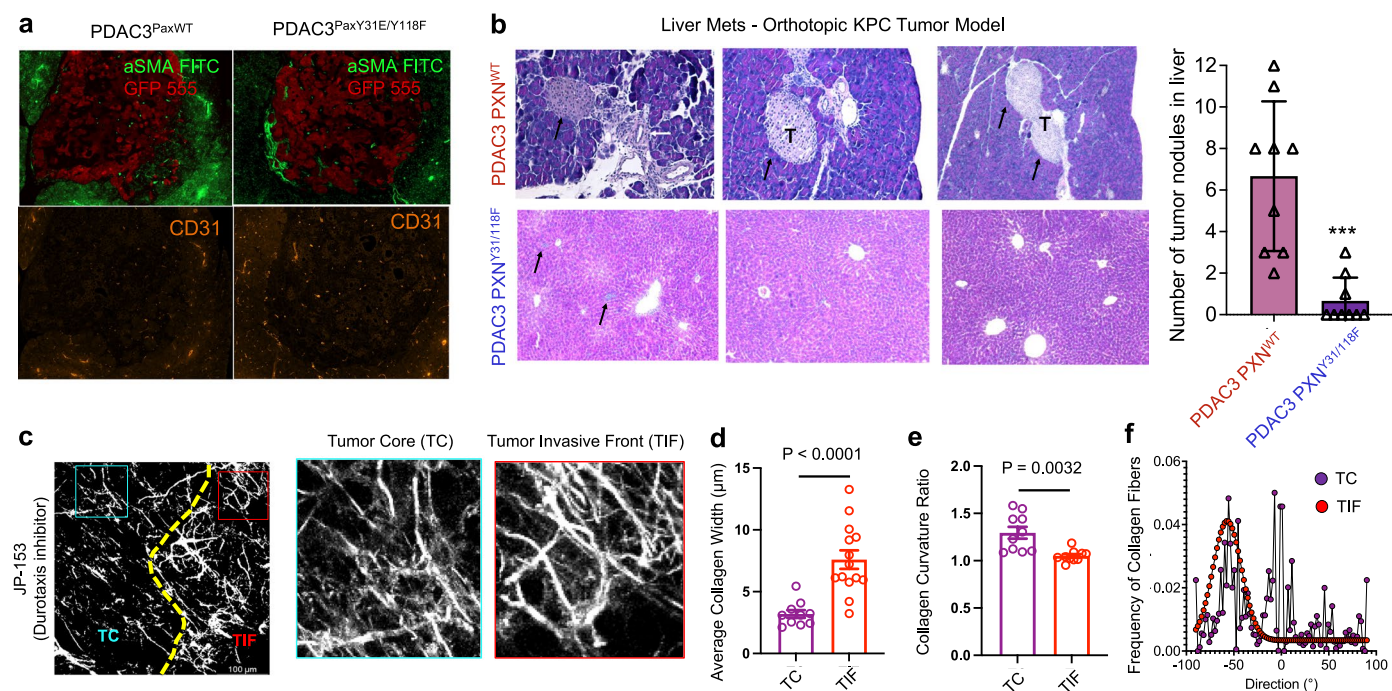 a
PDAC3PaxWT
PDAC3PaxY31E/Y118F
aSMA FITC
GFP 555
aSMA FITC
GFP 555
CD31
CD31
b
Liver Mets - Orthotopic KPC Tumor Model
PDAC3 PXNWT
T
T
PDAC3 PXNY31/118F
Number of tumor nodules in liver
12
10
8
6
4
2
0
***
PDAC3 PXNWT
PDAC3 PXNY31/118F
c
JP-153
(Durotaxis inhibitor)
TC
TIF
100 µm
Tumor Core (TC)
Tumor Invasive Front (TIF)
d
P < 0.0001
Average Collagen Width (µm)
15
10
5
0
TC
TIF
e
P = 0.0032
Collagen Curvature Ratio
2.0
1.5
1.0
0.5
0.0
TC
TIF
f
Frequency of Collagen Fibers
0.06
0.04
0.02
0.00
-100
-50
0
50
100
Direction (°)
TC
TIF